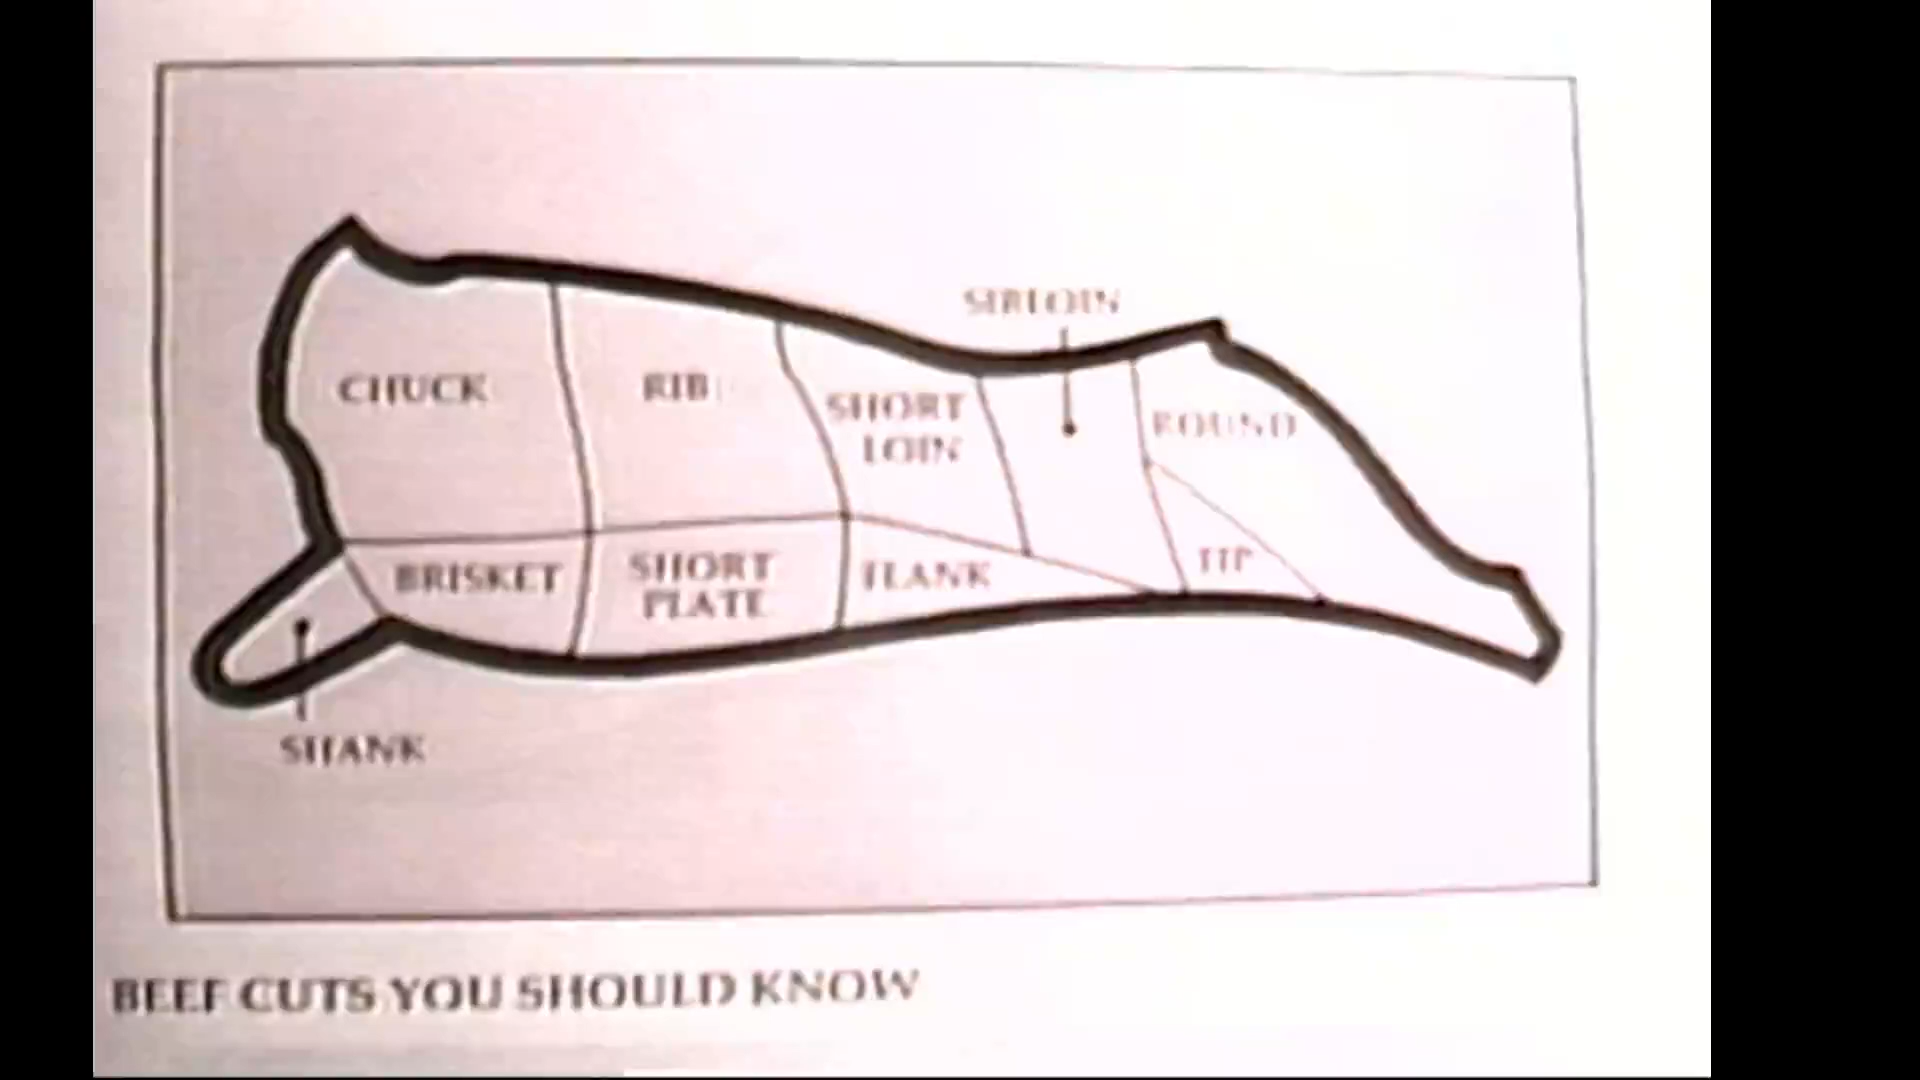 SIRLOIN
CHUCK
RIB
SHORT
LOIN
ROUND
BRISKET
SHORT
PLATE
FLANK
TIP
SHANK
BEEF CUTS YOU SHOULD KNOW